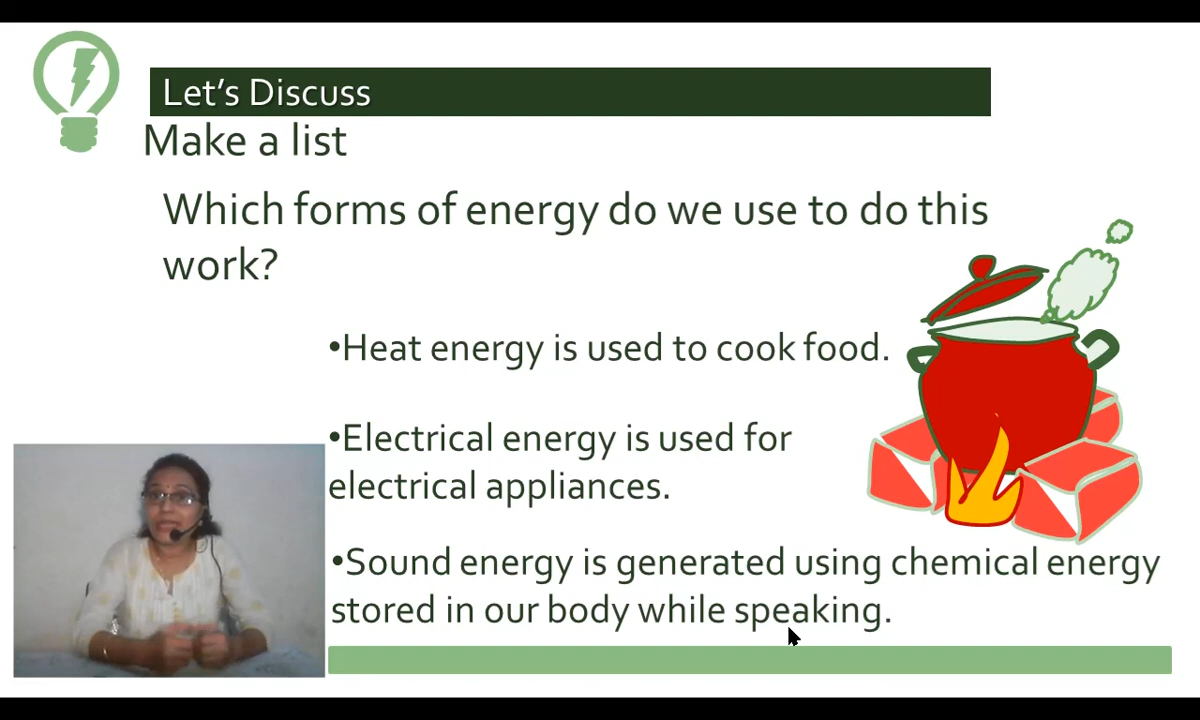 Let's Discuss
Make a list
Which forms of energy do we use to do this
work?
•Heat energy is used to cook food.
•Electrical energy is used for
electrical appliances.
•Sound energy is generated using chemical energy
stored in our body while speaking.